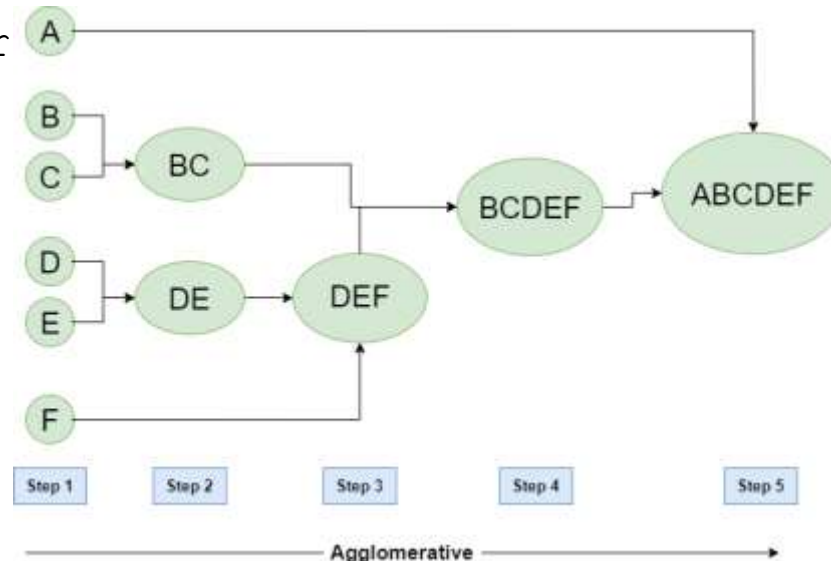 A
B
C
BC
D
E
DE
DEF
F
BCDEF
ABCDEF
Step 1
Step 2
Step 3
Step 4
Step 5
Agglomerative